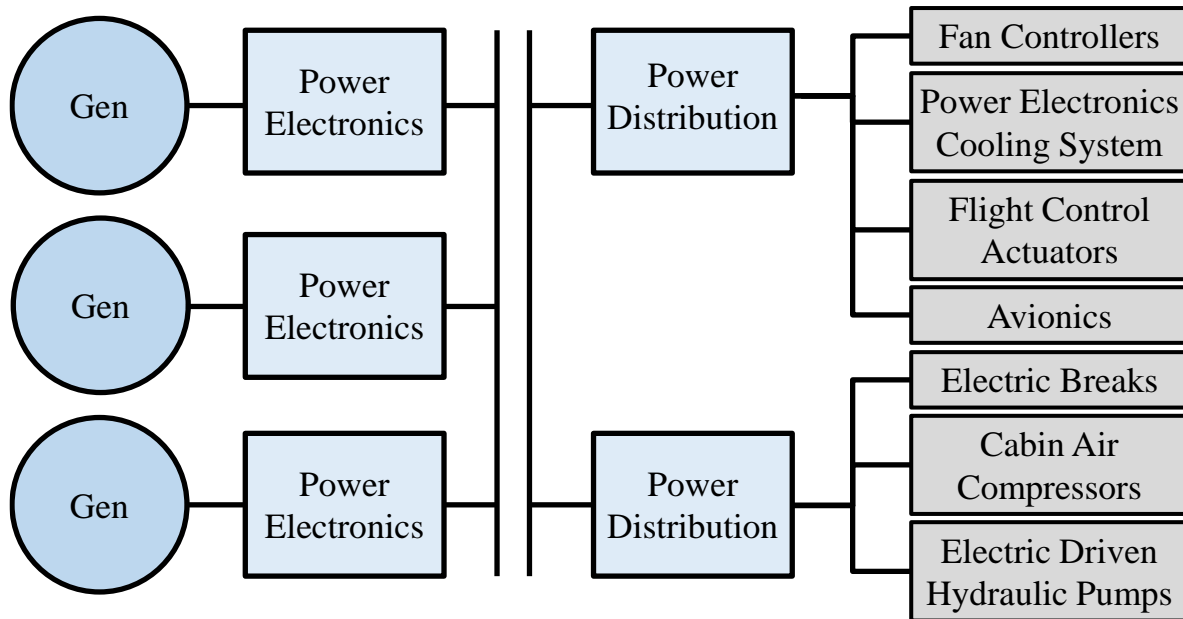 Gen
Power
Electronics
Gen
Power
Electronics
Gen
Power
Electronics
Power
Distribution
Power
Distribution
Fan Controllers
Power Electronics
Cooling System
Flight Control
Actuators
Avionics
Electric Breaks
Cabin Air
Compressors
Electric Driven
Hydraulic Pumps